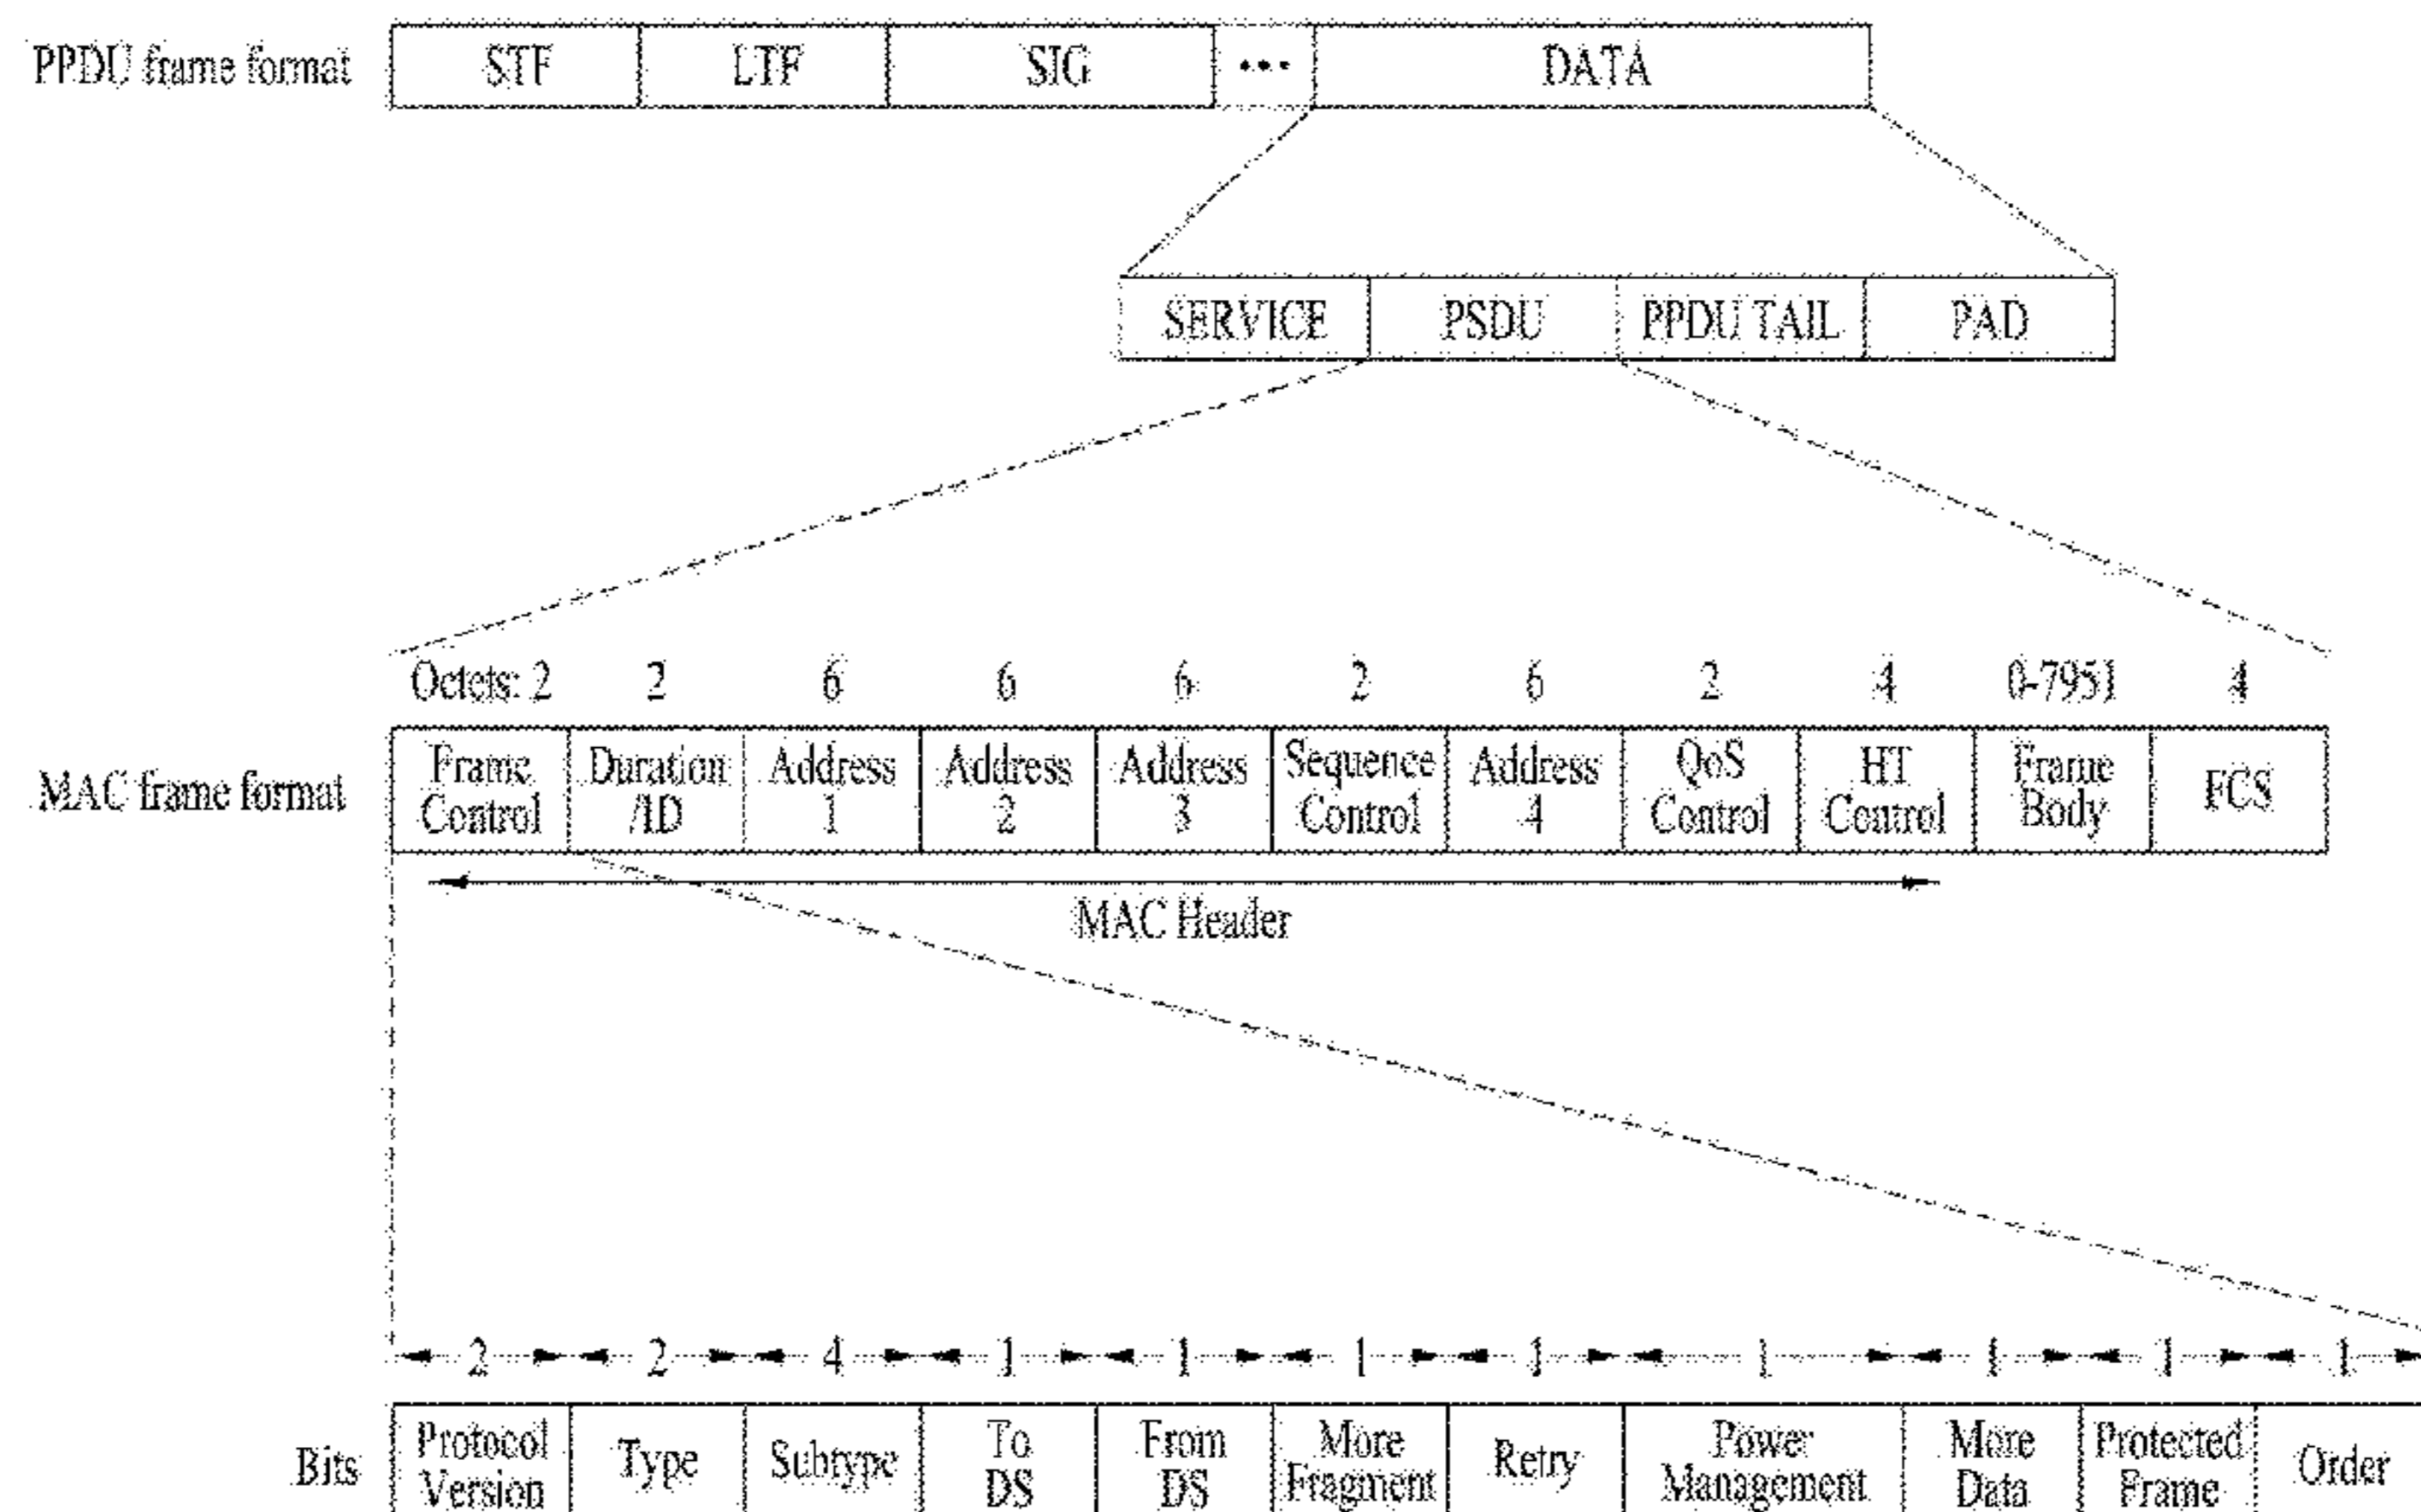 PPDU frame format STF LTF SIG ••• DATA
SERVICE PSDU PPDU TAIL PAD
Octets: 2 2 6 6 6 2 6 2 4 0-7951 4
MAC frame format
Frame Control
Duration /ID
Address 1
Address 2
Address 3
Sequence Control
Address 4
QoS Control
HT Control
Frame Body
FCS
MAC Header
2 2 4 1 1 1 1 1 1 1 1
Bits
Protocol Version
Type
Subtype
To DS
From DS
More Fragment
Retry
Power Management
More Data
Protected Frame
Order